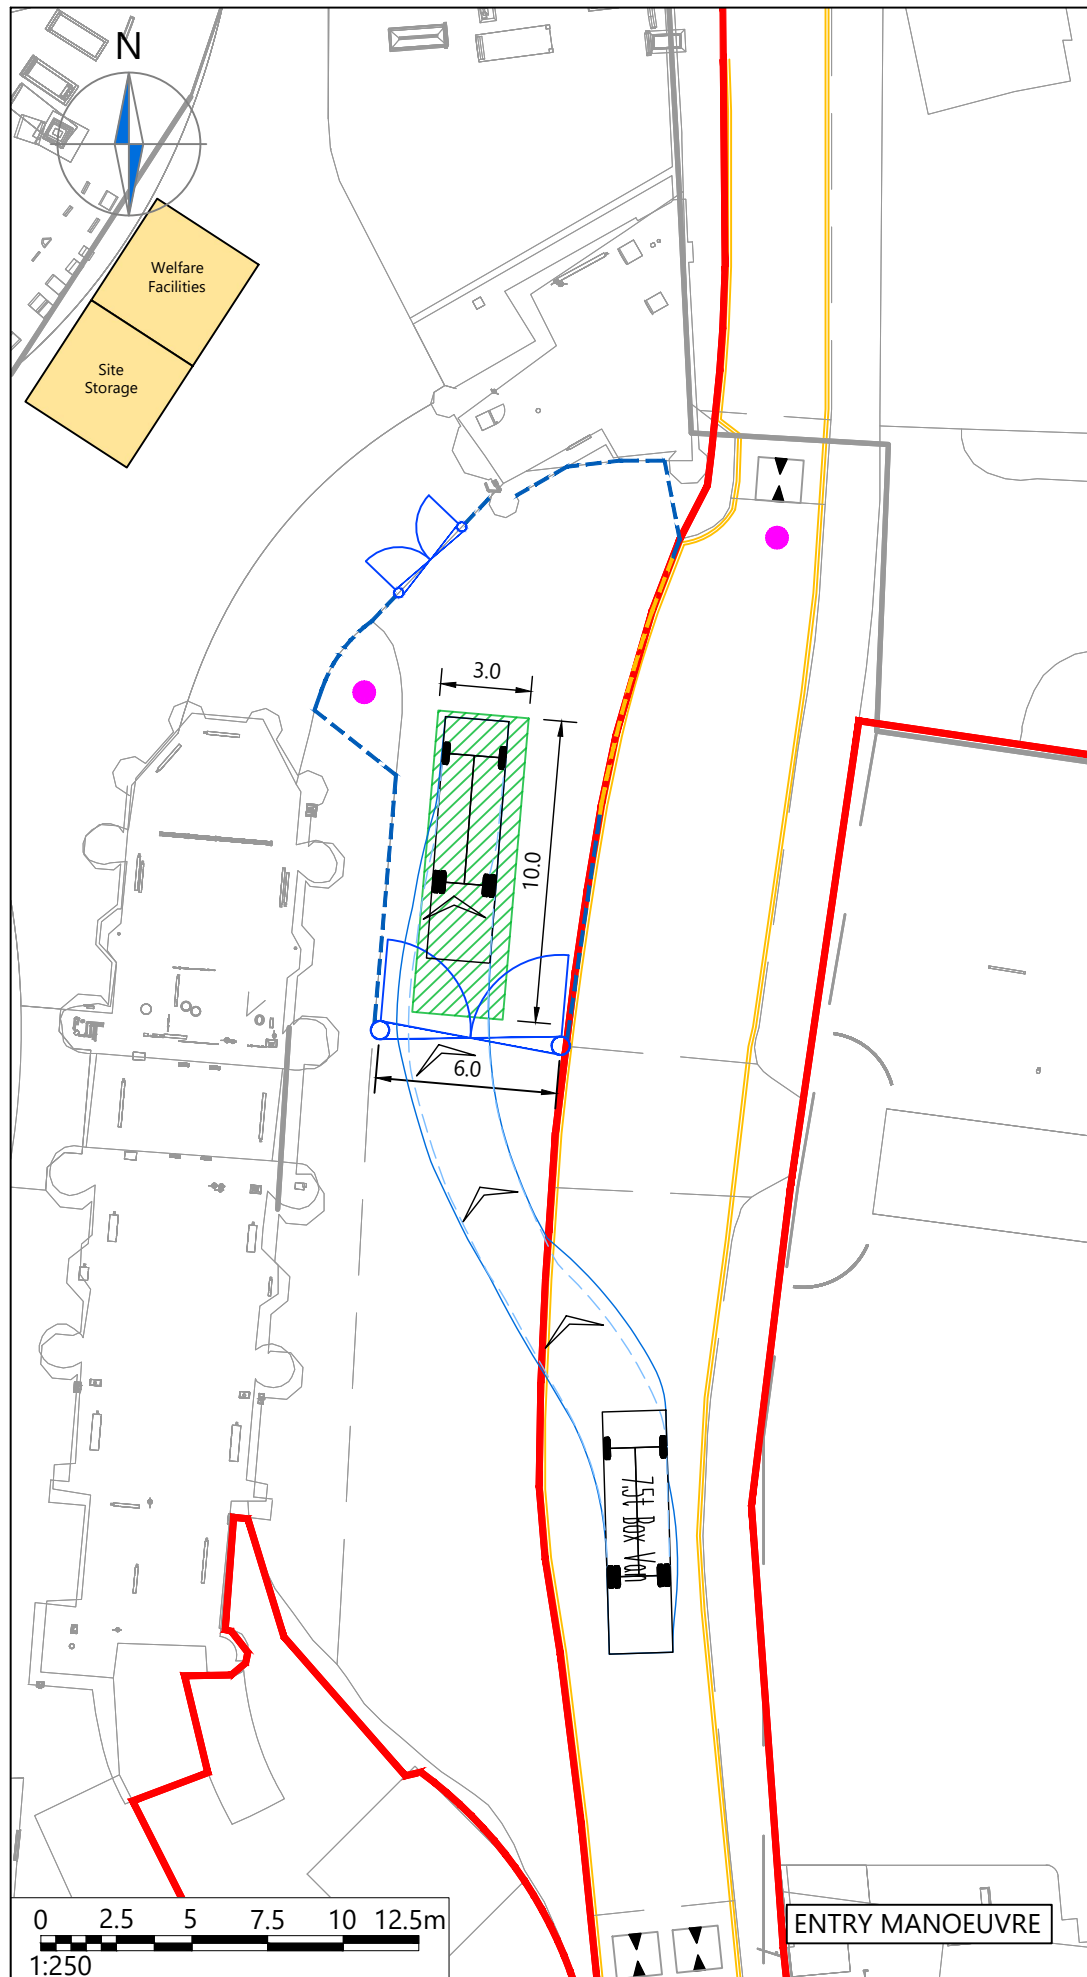 N
Welfare
Facilities
Site
Storage
3.0
10.0
6.0
7.5t Box Van
0 2.5 5 7.5 10 12.5m
1:250
ENTRY MANOEUVRE